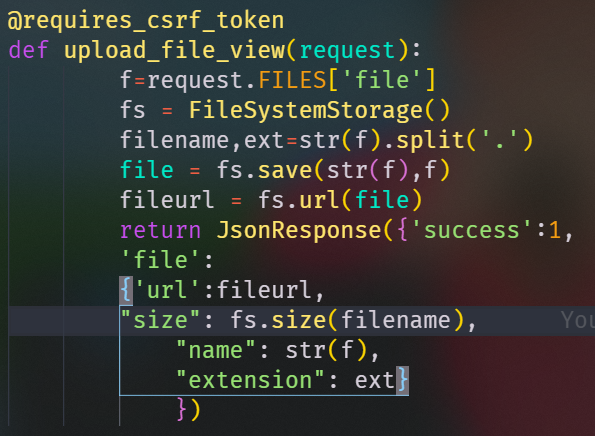 @requires_csrf_token
def upload_file_view(request):
f=request.FILES['file']
fs = FileSystemStorage()
filename,ext=str(f).split('.')
file = fs.save(str(f),f)
fileurl = fs.url(file)
return JsonResponse({'success':1,
'file':
{'url':fileurl,
"size": fs.size(filename), You
"name": str(f),
"extension": ext}
})